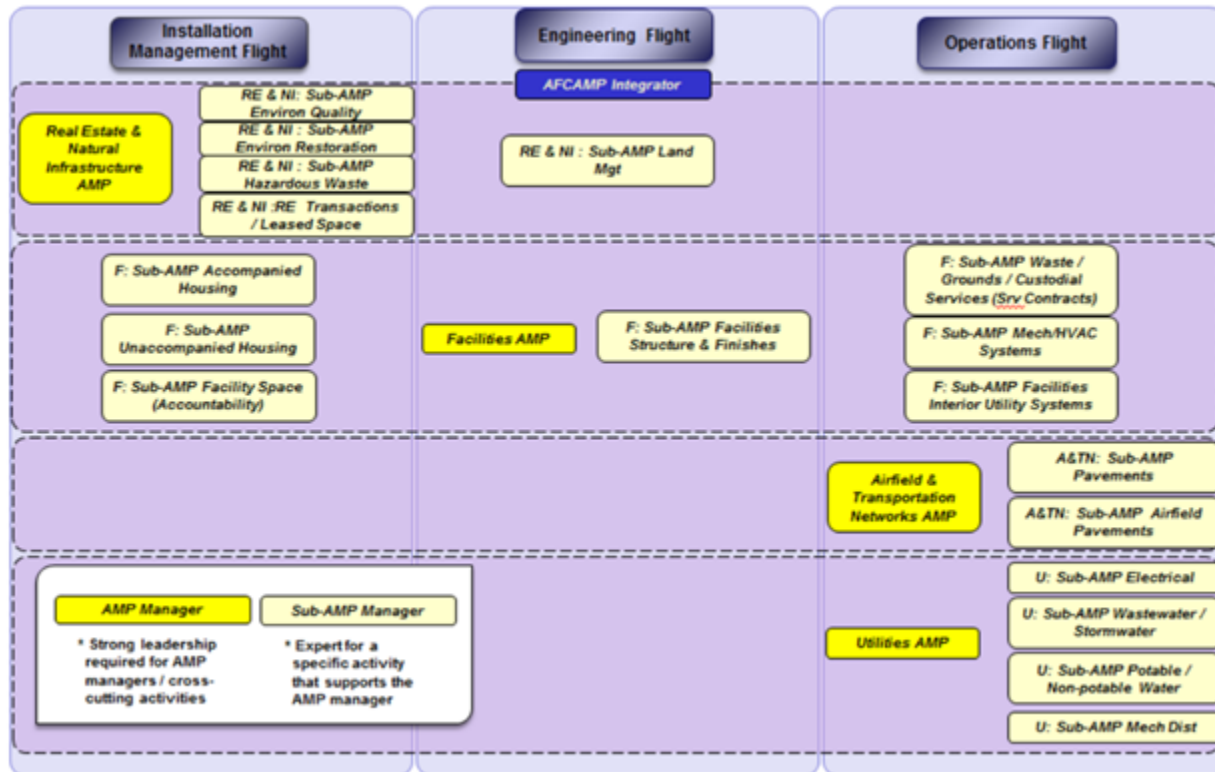 Installation
Management Flight
Engineering Flight
Operations Flight
AFCAMP Integrator
Real Estate &
Natural
Infrastructure
AMP
RE & NI: Sub-AMP
Environ Quality
RE & NI : Sub-AMP
Environ Restoration
RE & NI : Sub-AMP
Hazardous Waste
RE & NI :RE Transactions
/ Leased Space
RE & NI : Sub-AMP Land
Mgt
F: Sub-AMP Accompanied
Housing
F: Sub-AMP
Unaccompanied Housing
F: Sub-AMP Facility Space
(Accountability)
Facilities AMP
F: Sub-AMP Facilities
Structure & Finishes
F: Sub-AMP Waste /
Grounds / Custodial
Services (Srv Contracts)
F: Sub-AMP Mech/HVAC
Systems
F: Sub-AMP Facilities
Interior Utility Systems
Airfield &
Transportation
Networks AMP
A&TN: Sub-AMP
Pavements
A&TN: Sub-AMP Airfield
Pavements
AMP Manager
* Strong leadership
required for AMP
managers / cross-
cutting activities
Sub-AMP Manager
* Expert for a
specific activity
that supports the
AMP manager
Utilities AMP
U: Sub-AMP Electrical
U: Sub-AMP Wastewater /
Stormwater
U: Sub-AMP Potable /
Non-potable Water
U: Sub-AMP Mech Dist